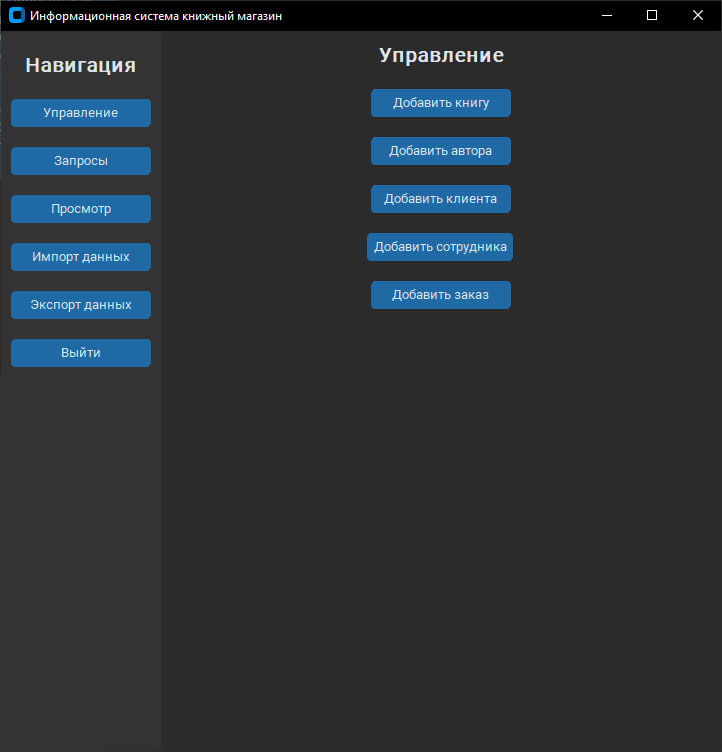 Информационная система книжный магазин
Навигация
Управление
Запросы
Просмотр
Импорт данных
Экспорт данных
Выйти
Управление
Добавить книгу
Добавить автора
Добавить клиента
Добавить сотрудника
Добавить заказ